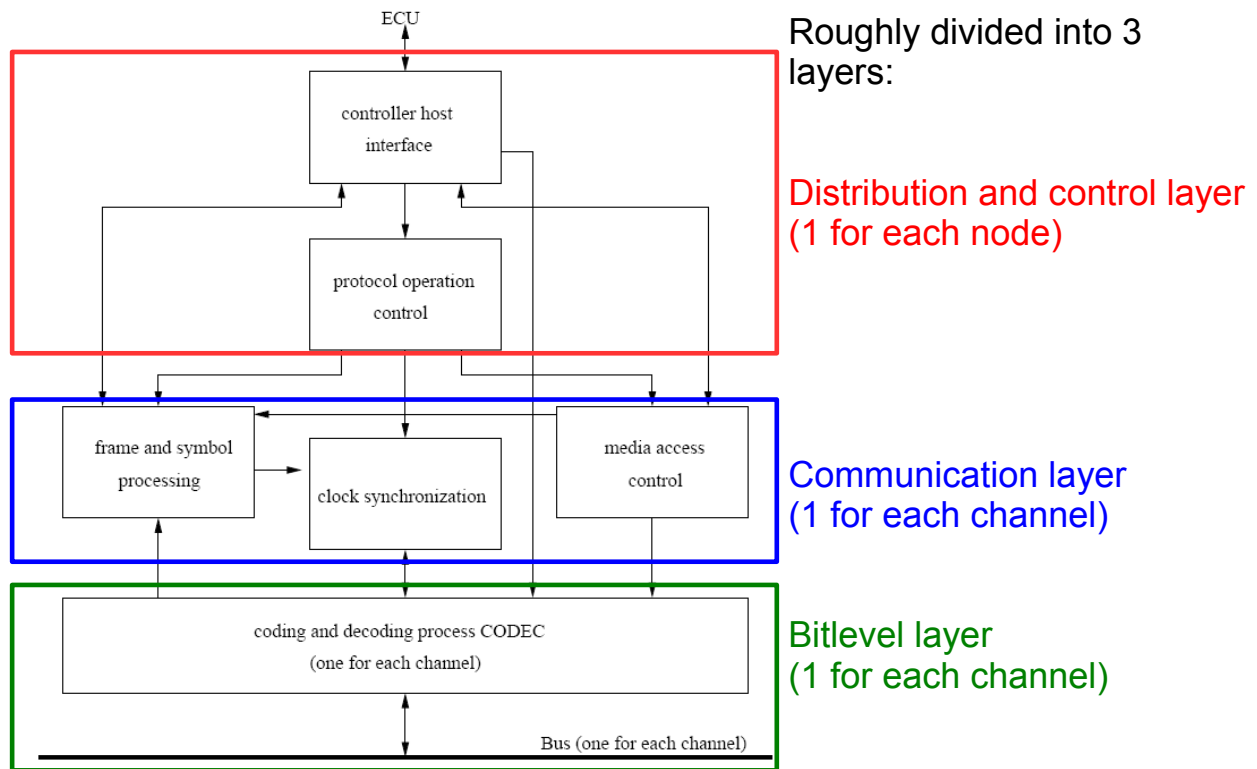 ECU
Roughly divided into 3
layers:
controller host
interface
Distribution and control layer
(1 for each node)
protocol operation
control
frame and symbol
processing
clock synchronization
media access
control
Communication layer
(1 for each channel)
coding and decoding process CODEC
(one for each channel)
Bitlevel layer
(1 for each channel)
Bus (one for each channel)